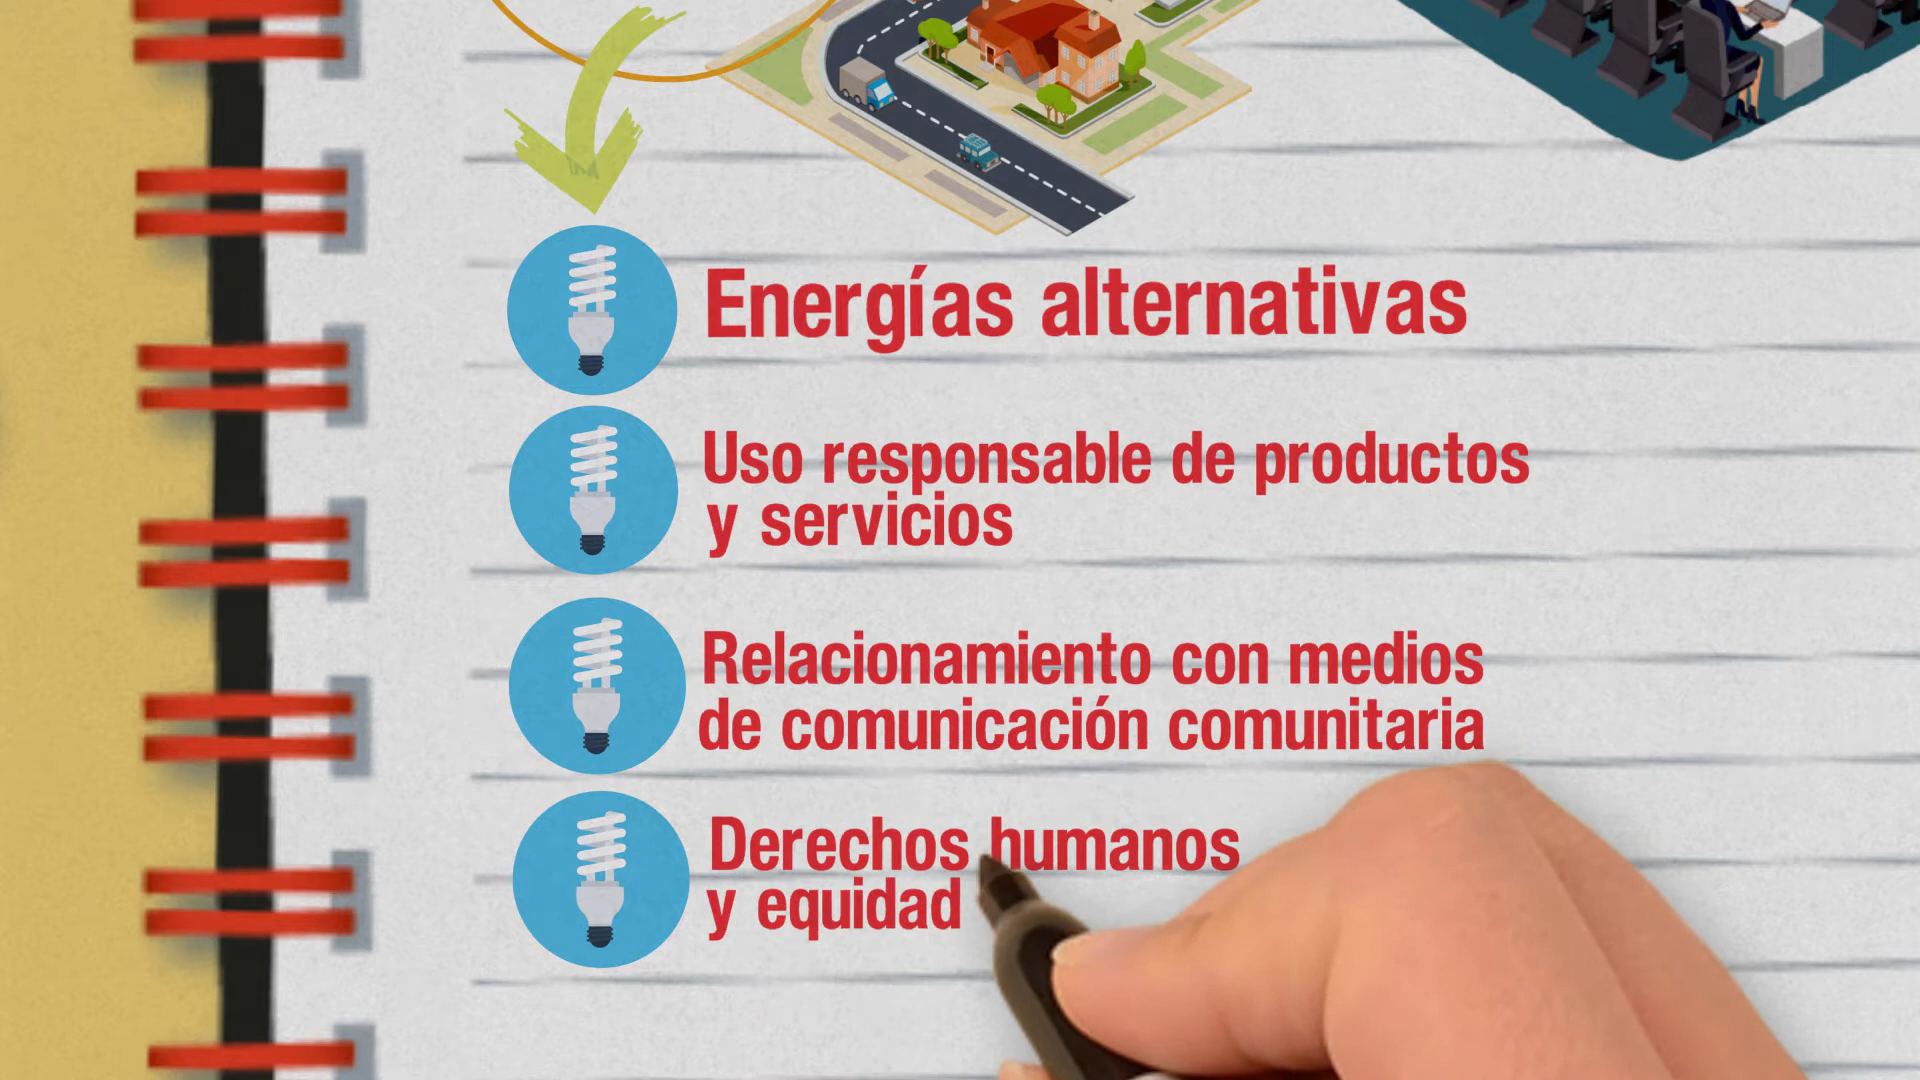 Energías alternativas
Uso responsable de productos
y servicios
Relacionamiento con medios
de comunicación comunitaria
Derechos humanos
y equidad